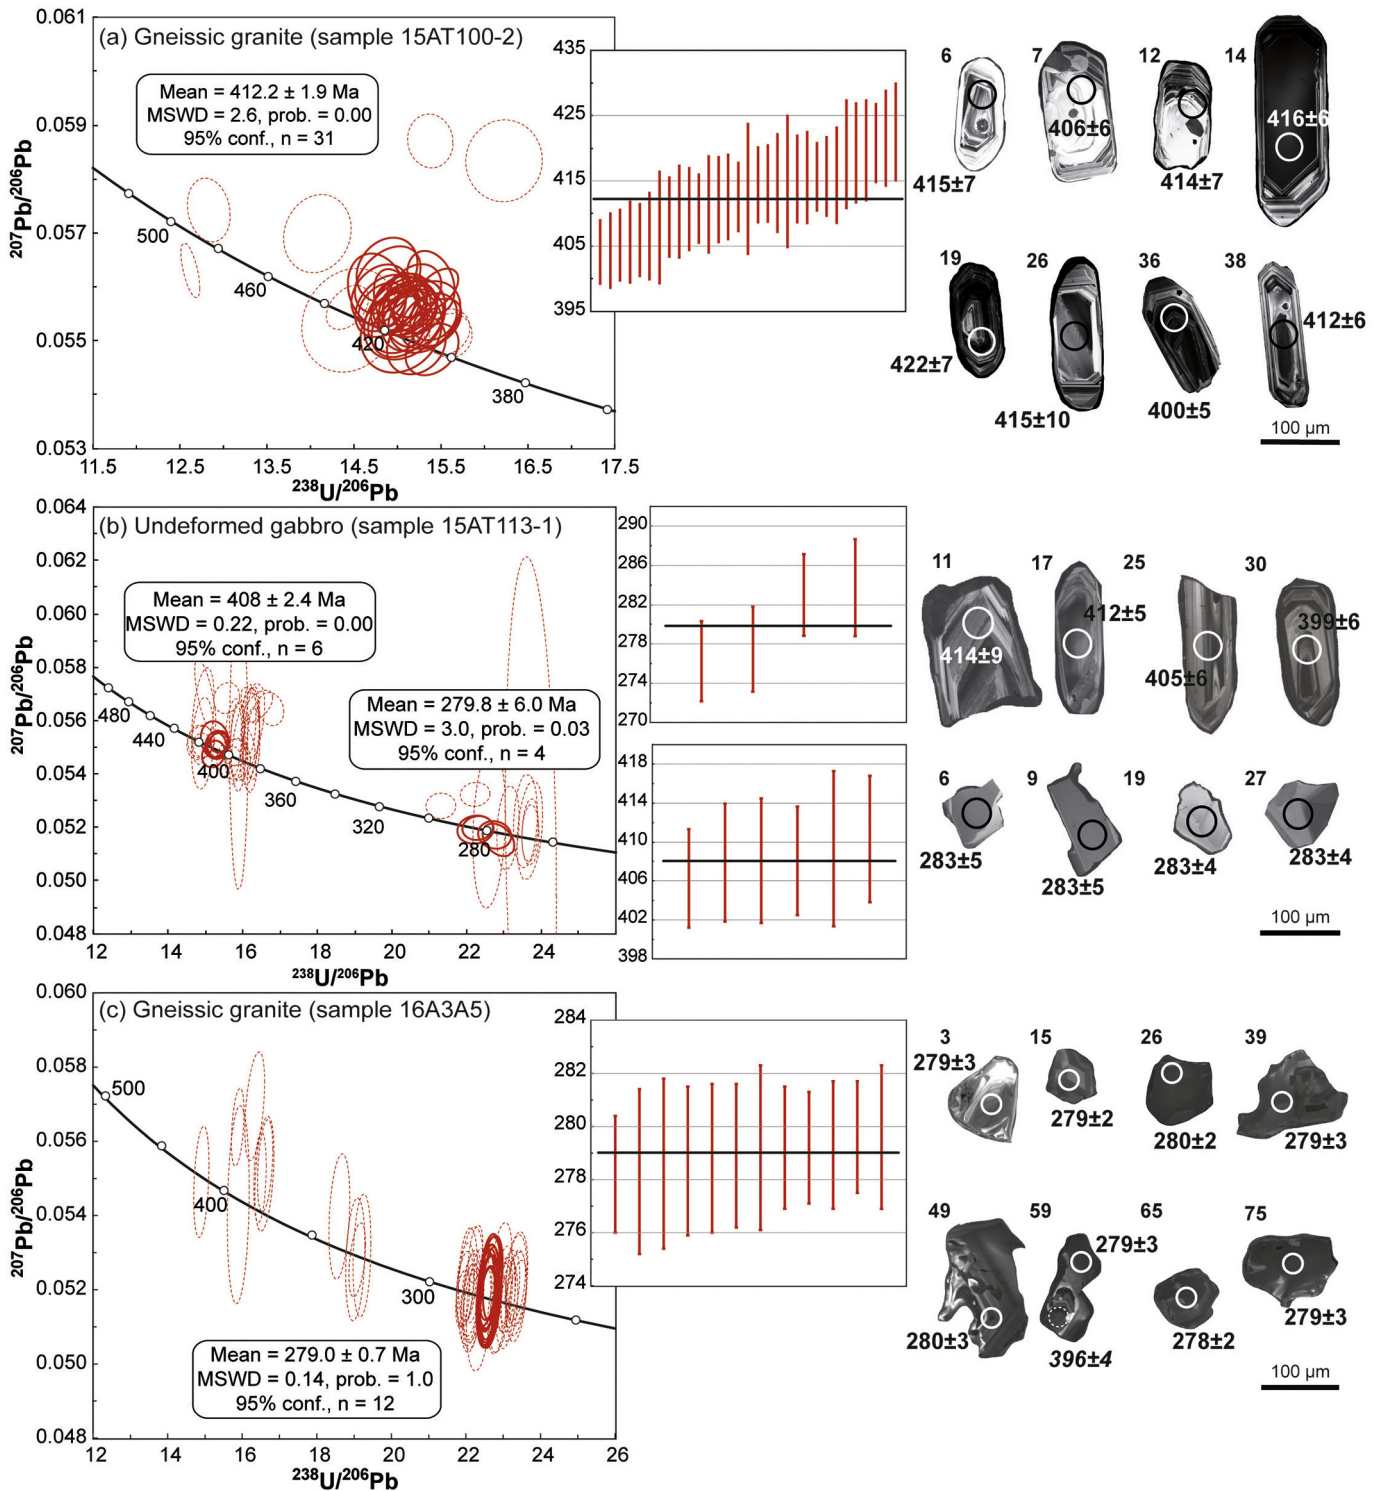 (a) Gneissic granite (sample 15AT100-2)
Mean = 412.2 ± 1.9 Ma
MSWD = 2.6, prob. = 0.00
95% conf., n = 31
0.061
0.059
0.057
0.055
0.053
207Pb/206Pb
500
460
420
380
11.5 12.5 13.5 14.5 15.5 16.5 17.5
238U/206Pb
435
425
415
405
395
6 7 12 14
415±7
406±6
414±7
416±6
19 26 36 38
422±7
415±10
400±5
412±6
100 µm
(b) Undeformed gabbro (sample 15AT113-1)
Mean = 408 ± 2.4 Ma
MSWD = 0.22, prob. = 0.00
95% conf., n = 6
Mean = 279.8 ± 6.0 Ma
MSWD = 3.0, prob. = 0.03
95% conf., n = 4
0.064
0.062
0.060
0.058
0.056
0.054
0.052
0.050
0.048
207Pb/206Pb
480
440
400
360
320
280
12 14 16 18 20 22 24
238U/206Pb
290
286
282
278
274
270
418
414
410
406
402
398
11 17 25 30
414±9
412±5
405±6
399±6
6 9 19 27
283±5
283±5
283±4
283±4
100 µm
(c) Gneissic granite (sample 16A3A5)
0.060
0.058
0.056
0.054
0.052
0.050
0.048
207Pb/206Pb
500
400
300
Mean = 279.0 ± 0.7 Ma
MSWD = 0.14, prob. = 1.0
95% conf., n = 12
12 14 16 18 20 22 24 26
238U/206Pb
284
282
280
278
276
274
3 15 26 39
279±3
279±2
280±2
279±3
49 59 65 75
280±3
279±3
396±4
278±2
279±3
100 µm